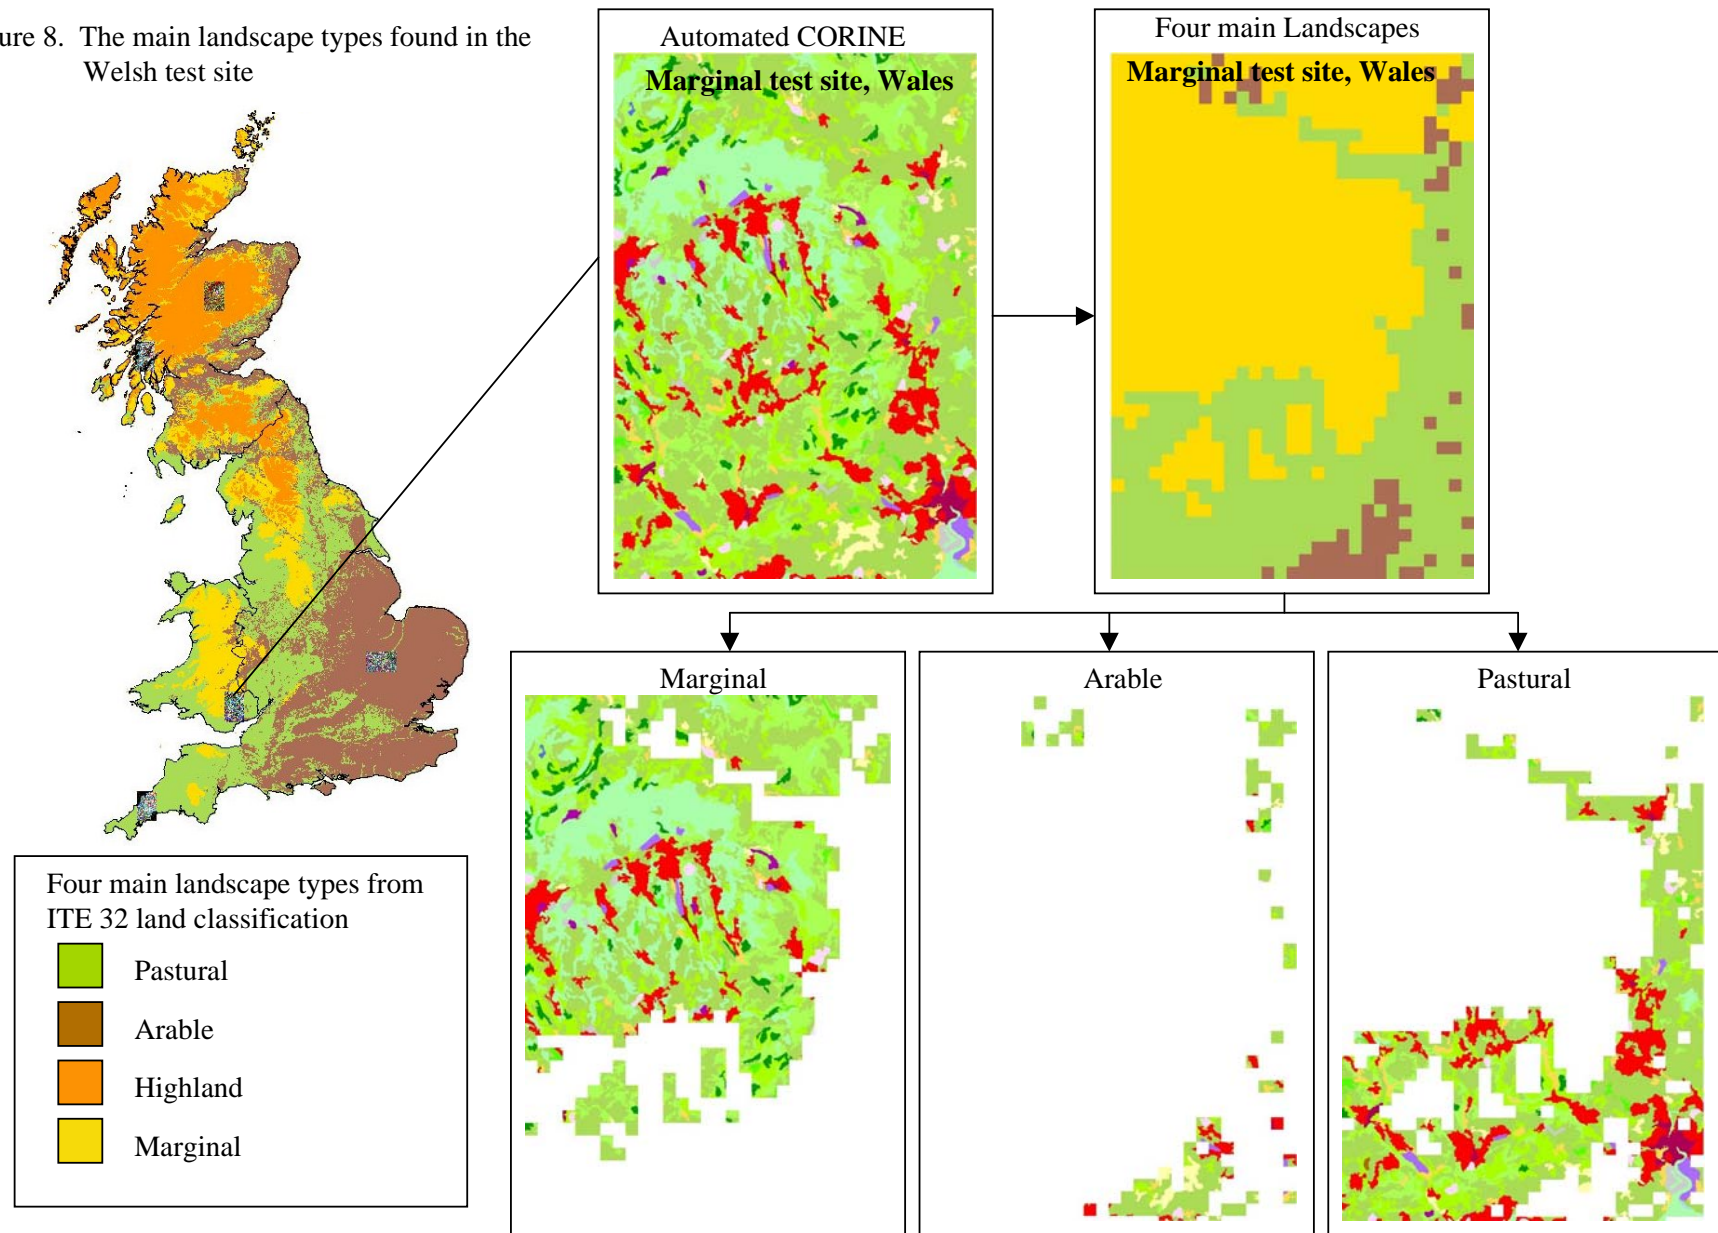 ure 8. The main landscape types found in the
Welsh test site
Automated CORINE
Marginal test site, Wales
Four main Landscapes
Marginal test site, Wales
Marginal
Arable
Pastural
Four main landscape types from
ITE 32 land classification
Pastural
Arable
Highland
Marginal